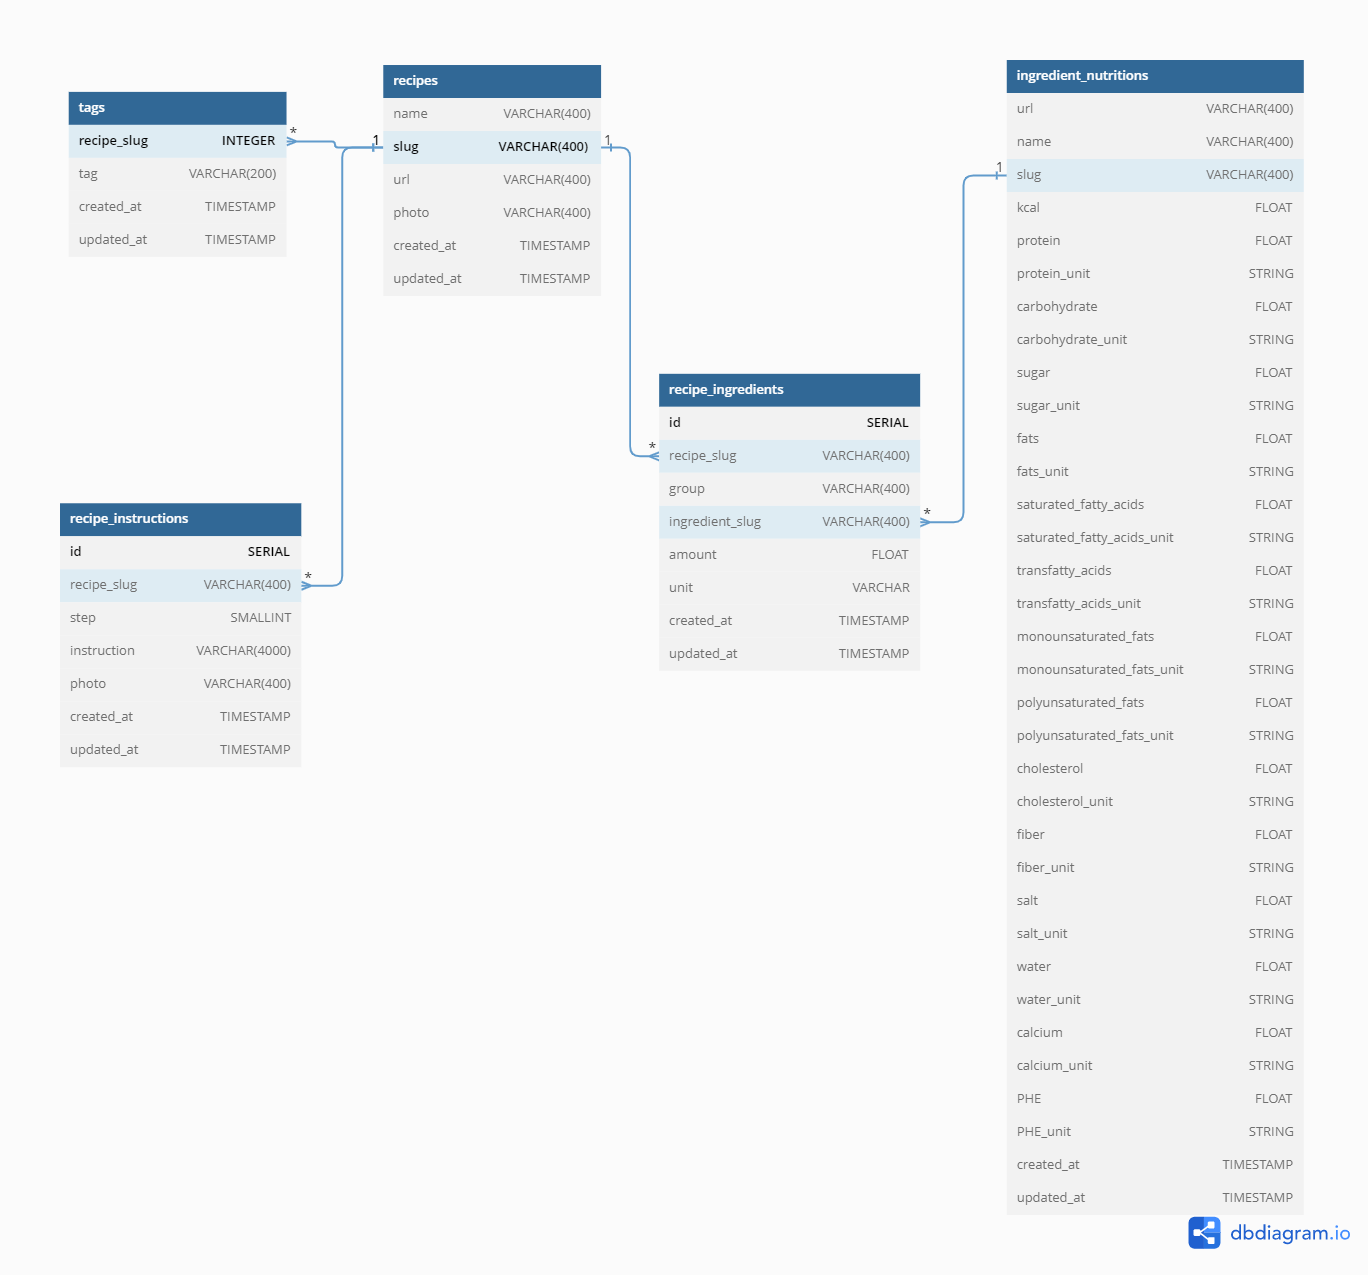 tags
recipe_slug INTEGER
tag VARCHAR(200)
created_at TIMESTAMP
updated_at TIMESTAMP
* 1
recipes
name VARCHAR(400)
slug VARCHAR(400)
url VARCHAR(400)
photo VARCHAR(400)
created_at TIMESTAMP
updated_at TIMESTAMP
1
*
recipe_instructions
id SERIAL
recipe_slug VARCHAR(400)
step SMALLINT
instruction VARCHAR(4000)
photo VARCHAR(400)
created_at TIMESTAMP
updated_at TIMESTAMP
*
recipe_ingredients
id SERIAL
recipe_slug VARCHAR(400)
group VARCHAR(400)
ingredient_slug VARCHAR(400)
amount FLOAT
unit VARCHAR
created_at TIMESTAMP
updated_at TIMESTAMP
*
1
ingredient_nutritions
url VARCHAR(400)
name VARCHAR(400)
slug VARCHAR(400)
kcal FLOAT
protein FLOAT
protein_unit STRING
carbohydrate FLOAT
carbohydrate_unit STRING
sugar FLOAT
sugar_unit STRING
fats FLOAT
fats_unit STRING
saturated_fatty_acids FLOAT
saturated_fatty_acids_unit STRING
transfatty_acids FLOAT
transfatty_acids_unit STRING
monounsaturated_fats FLOAT
monounsaturated_fats_unit STRING
polyunsaturated_fats FLOAT
polyunsaturated_fats_unit STRING
cholesterol FLOAT
cholesterol_unit STRING
fiber FLOAT
fiber_unit STRING
salt FLOAT
salt_unit STRING
water FLOAT
water_unit STRING
calcium FLOAT
calcium_unit STRING
PHE FLOAT
PHE_unit STRING
created_at TIMESTAMP
updated_at TIMESTAMP
dbdiagram.io